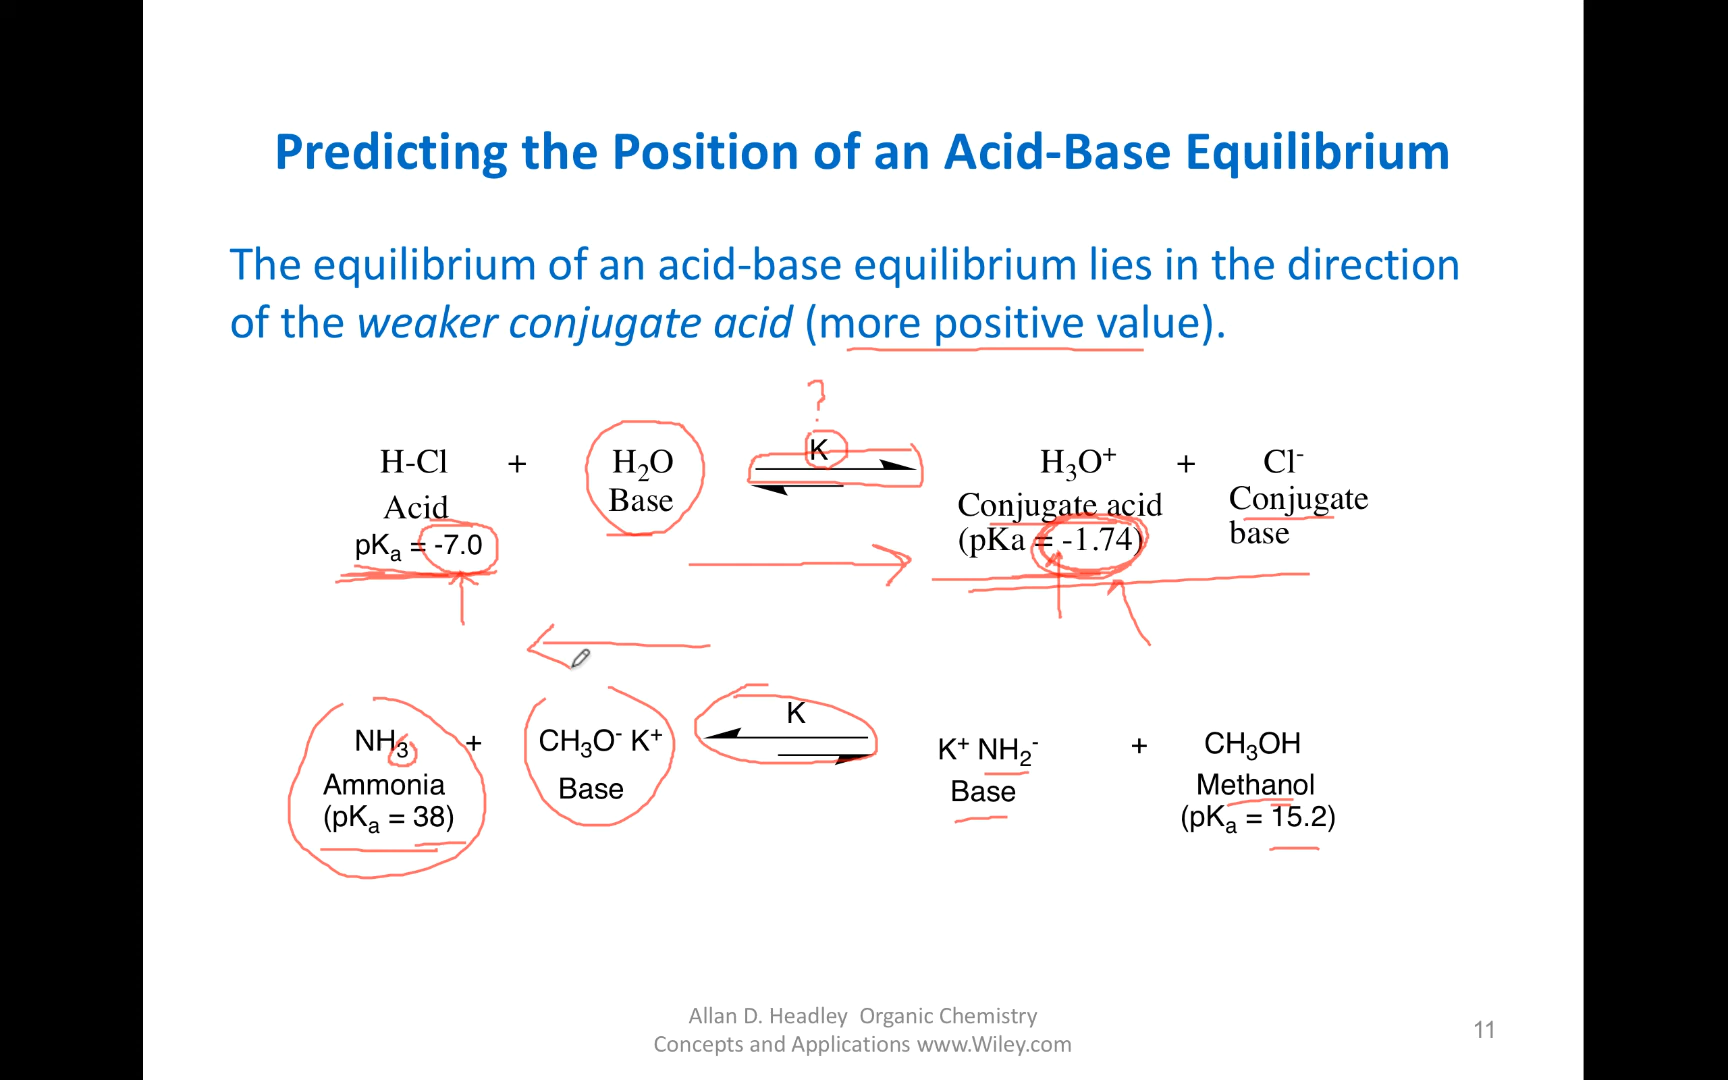 Predicting the Position of an Acid-Base Equilibrium
The equilibrium of an acid-base equilibrium lies in the direction
of the weaker conjugate acid (more positive value).
?
H-Cl + H₂O K H₃O⁺ + Cl⁻
Acid Base Conjugate acid Conjugate
pKₐ = -7.0 (pKa = -1.74) base
K
NH₃ + CH₃O⁻ K⁺ K⁺ NH₂⁻ + CH₃OH
Ammonia Base Base Methanol
(pKₐ = 38) (pKₐ = 15.2)
Allan D. Headley Organic Chemistry
Concepts and Applications www.Wiley.com
11